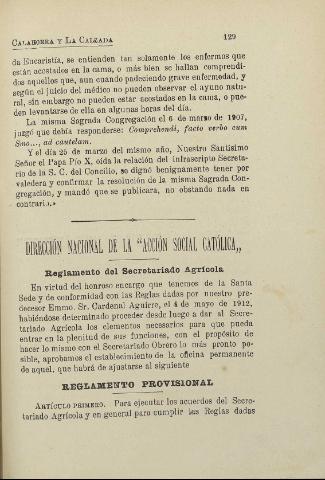 CALAHORRA Y LA CALZADA 129
da Eucaristía, se entienden tan solamente los enfermos que
están acostados en la cama, o más bien se hallan comprendi-
dos aquellos que, aun cuando padeciendo grave enfermedad, y
según el juicio del médico no pueden observar el ayuno natu-
ral, sin embargo no pueden estar acostados en la cama, o pue-
den levantarse de ella en algunas horas del día.
La misma Sagrada Congregación el 6 de marzo de 1907,
juzgó que debía responderse: Comprehendi, facto verbo cum
Smo..., ad cautelam.
Y el día 25 de marzo del mismo año, Nuestro Santísimo
Señor el Papa Pío X, oída la relación del infrascripto Secreta-
rio de la S. C. del Concilio, se dignó benignamente tener por
valedera y confirmar la resolución de la misma Sagrada Con-
gregación, y mandó que se publicará, no obstando nada en
contrario.»
DIRECCIÓN NACIONAL DE LA "ACCIÓN SOCIAL CATÓLICA„
Reglamento del Secretariado Agrícola
En virtud del honroso encargo que tenemos de la Santa
Sede y de conformidad con las Reglas dadas por nuestro pre-
decesor Emmo. Sr. Cardenal Aguirre, el 4 de mayo de 1912,
habiéndose determinado proceder desde luego a dar al Secre-
tariado Agrícola los elementos necesarios para que pueda
entrar en la plenitud de sus funciones, con el propósito de
hacer lo mismo con el Secretariado Obrero lo más pronto po-
sible, aprobamos el establecimiento de la oficina permanente
de aquel, que habrá de ajustarse al siguiente
REGLAMENTO PROVISIONAL
ARTÍCULO PRIMERO. Para ejecutar los acuerdos del Secre-
tariado Agrícola y en general para cumplir las Reglas dadas